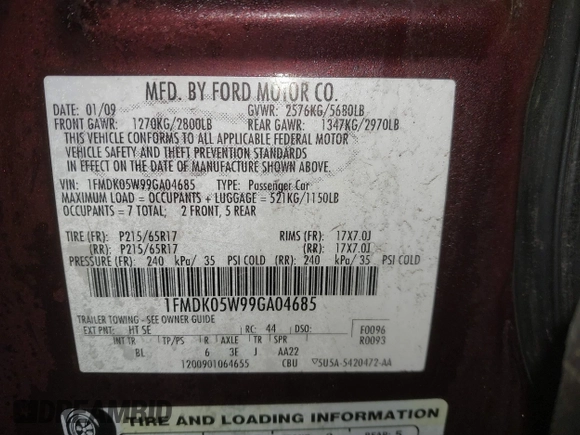 MFD. BY FORD MOTOR CO.
DATE: 01/09 GVWR: 2576KG/5680LB
FRONT GAWR: 1270KG/2800LB REAR GAWR: 1347KG/2970LB
THIS VEHICLE CONFORMS TO ALL APPLICABLE FEDERAL MOTOR
VEHICLE SAFETY AND THEFT PREVENTION STANDARDS
IN EFFECT ON THE DATE OF MANUFACTURE SHOWN ABOVE.
VIN: 1FMDK05W99GA04685 TYPE: Passenger Car
MAXIMUM LOAD = OCCUPANTS + LUGGAGE = 521KG/1150LB
OCCUPANTS = 7 TOTAL; 2 FRONT, 5 REAR
TIRE (FR): P215/65R17 RIMS (FR): 17X7.0J
(RR): P215/65R17 (RR): 17X7.0J
PRESSURE (FR): 240 kPa/ 35 PSI COLD (RR): 240 kPa/ 35 PSI COLD
1FMDK05W99GA04685
TRAILER TOWING - SEE OWNER GUIDE
EXT PNT: HT SE RC: 44 DSO: F0096
R0093
INT TR TP/PS R AXLE TR SPR
BL 6 3E J AA22
1200901064655 CBU 5U5A-5420472-AA
TIRE AND LOADING INFORMATION
DREAMBID